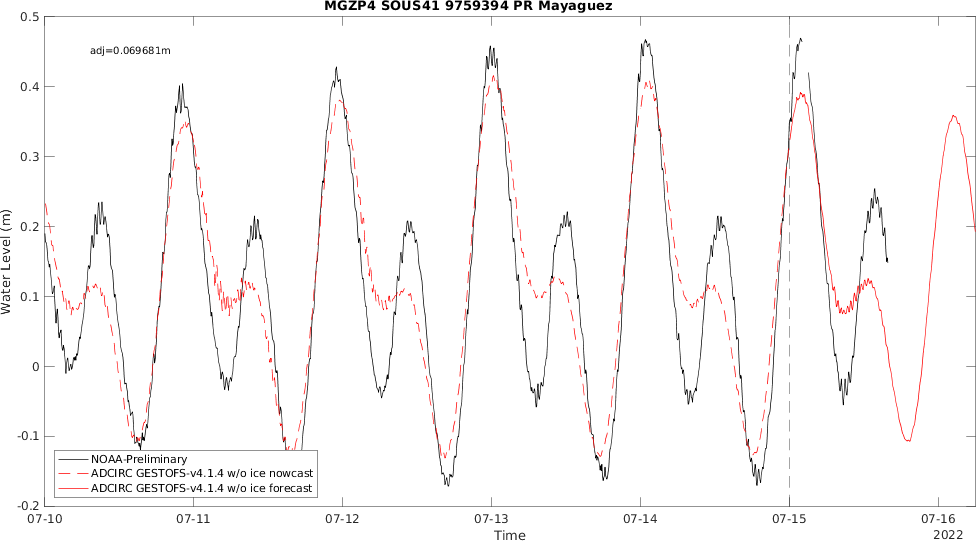 MGZP4 SOUS41 9759394 PR Mayaguez
adj=0.069681m
0.5
0.4
0.3
0.2
0.1
0
-0.1
-0.2
Water Level (m)
NOAA-Preliminary
ADCIRC GESTOFS-v4.1.4 w/o ice nowcast
ADCIRC GESTOFS-v4.1.4 w/o ice forecast
07-10 07-11 07-12 07-13 07-14 07-15 07-16
Time
2022